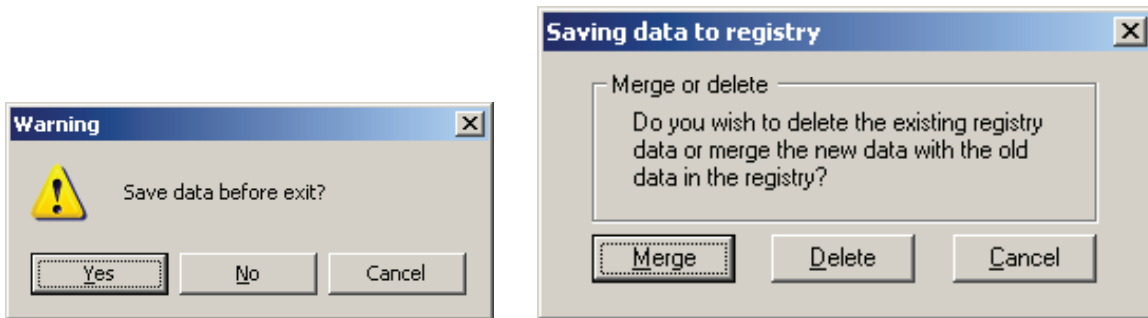 Warning
Save data before exit?
Yes
No
Cancel
Saving data to registry
Merge or delete
Do you wish to delete the existing registry
data or merge the new data with the old
data in the registry?
Merge
Delete
Cancel